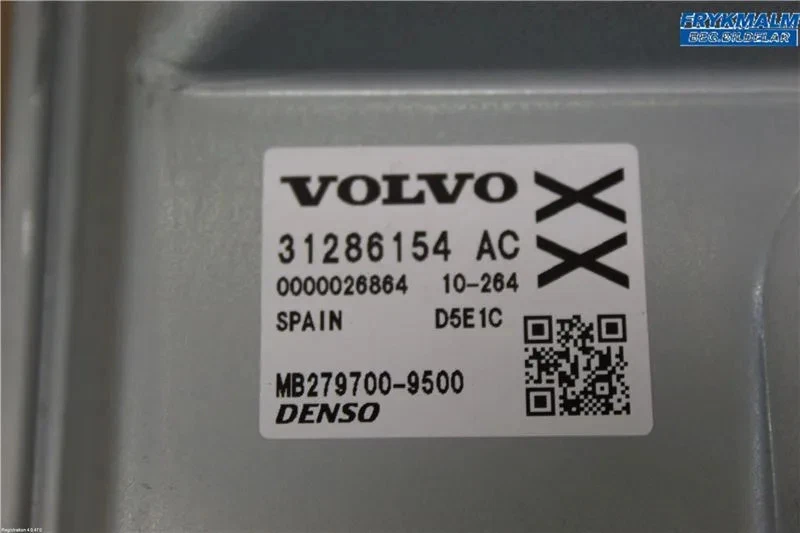 FRYKMALM
BEG.BILDELAR
VOLVO
31286154 AC
0000026864 10-264
SPAIN D5E1C
MB279700-9500
DENSO